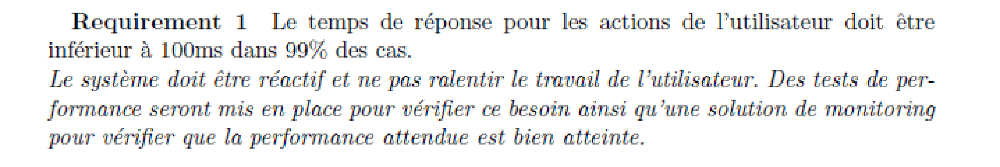 Requirement 1 Le temps de réponse pour les actions de l'utilisateur doit être
inférieur à 100ms dans 99% des cas.
Le système doit être réactif et ne pas ralentir le travail de l'utilisateur. Des tests de per-
formance seront mis en place pour vérifier ce besoin ainsi qu'une solution de monitoring
pour vérifier que la performance attendue est bien atteinte.